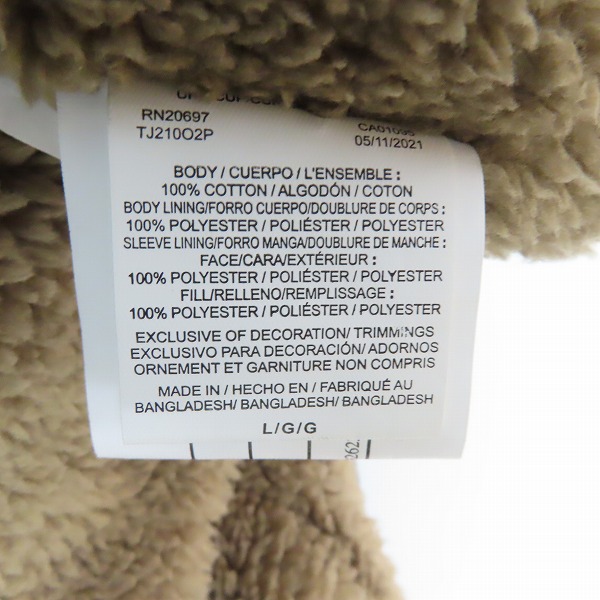 RN20697
TJ210O2P
05/11/2021
BODY / CUERPO / L'ENSEMBLE :
100% COTTON / ALGODÓN / COTON
BODY LINING/FORRO CUERPO/DOUBLURE DE CORPS :
100% POLYESTER / POLIÉSTER / POLYESTER
SLEEVE LINING/FORRO MANGA/DOUBLURE DE MANCHE :
FACE/CARA/EXTÉRIEUR :
100% POLYESTER / POLIÉSTER / POLYESTER
FILL/RELLENO/REMPLISSAGE :
100% POLYESTER / POLIÉSTER / POLYESTER
EXCLUSIVE OF DECORATION/ TRIMMINGS
EXCLUSIVO PARA DECORACIÓN/ ADORNOS
ORNEMENT ET GARNITURE NON COMPRIS
MADE IN / HECHO EN / FABRIQUÉ AU
BANGLADESH/ BANGLADESH/ BANGLADESH
L/G/G